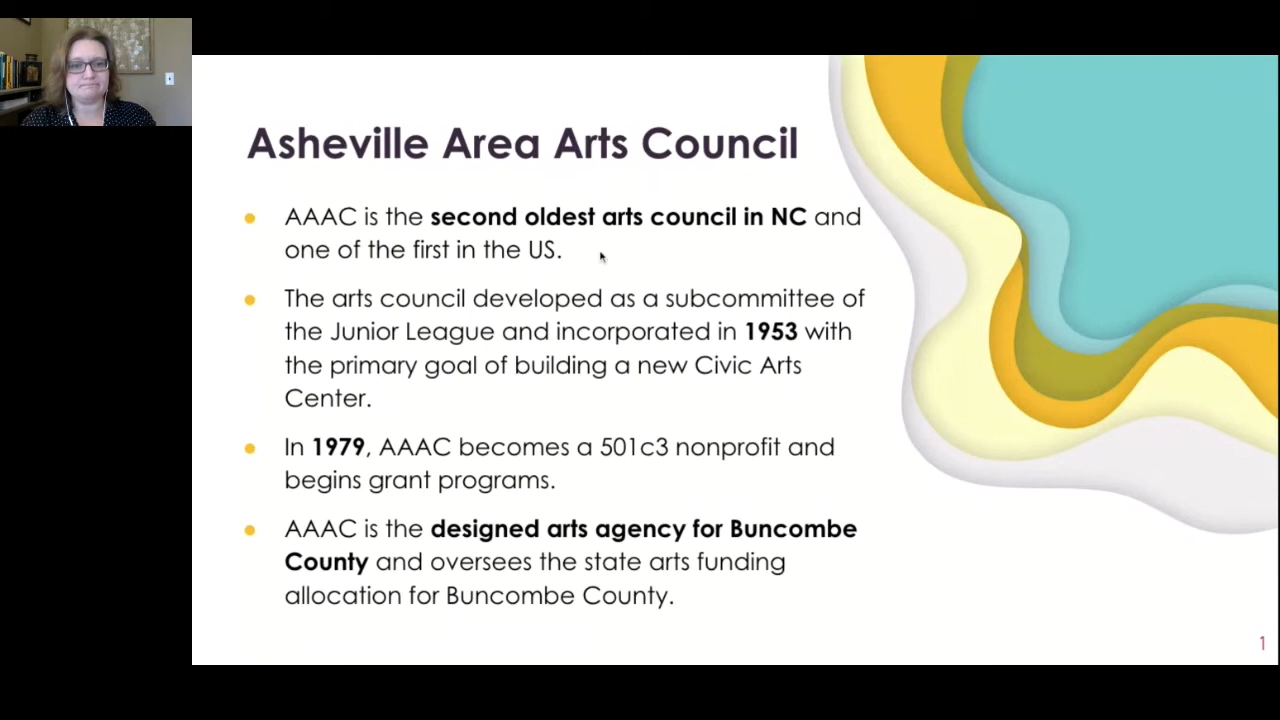 Asheville Area Arts Council
AAAC is the second oldest arts council in NC and
one of the first in the US.
The arts council developed as a subcommittee of
the Junior League and incorporated in 1953 with
the primary goal of building a new Civic Arts
Center.
In 1979, AAAC becomes a 501c3 nonprofit and
begins grant programs.
AAAC is the designed arts agency for Buncombe
County and oversees the state arts funding
allocation for Buncombe County.
1